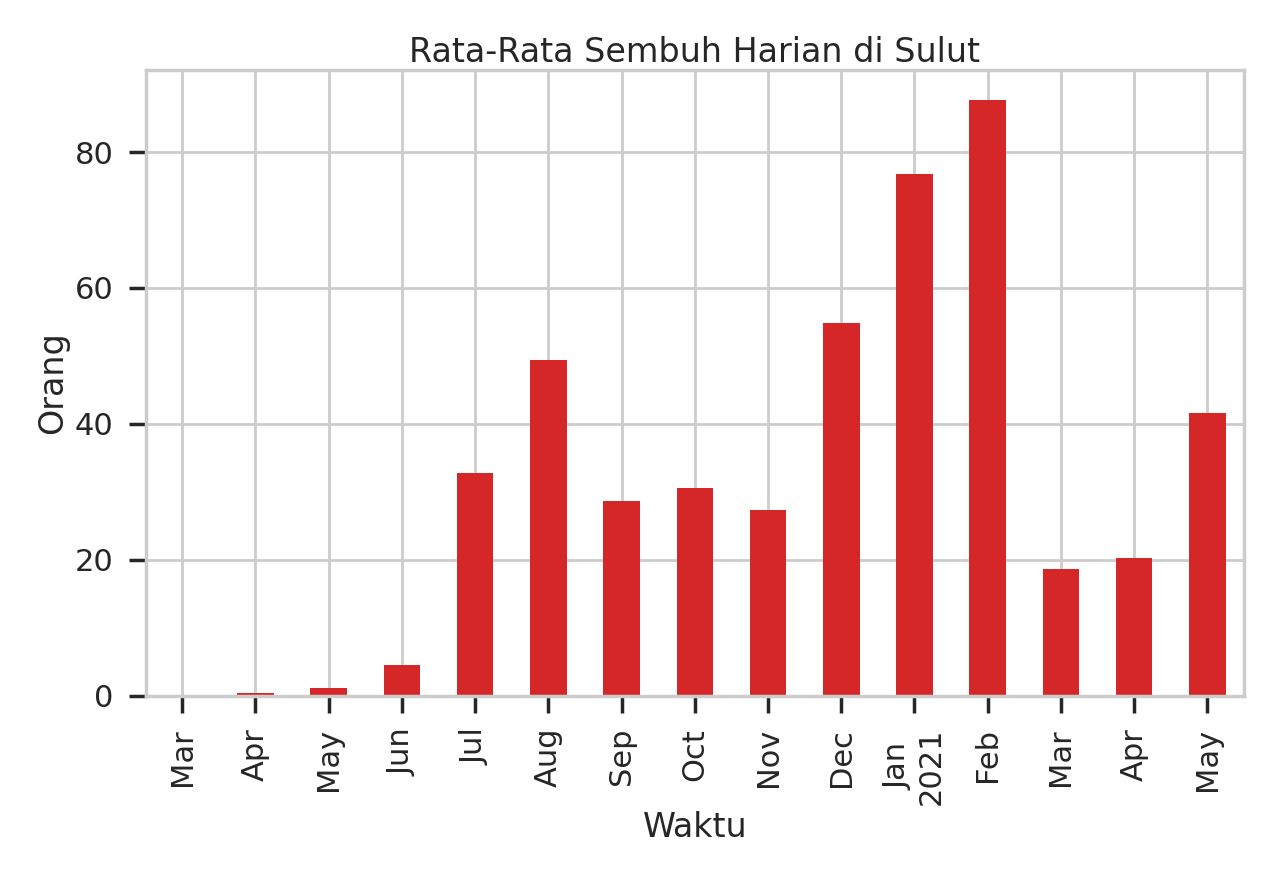 Rata-Rata Sembuh Harian di Sulut
Orang
80
60
40
20
0
Mar
Apr
May
Jun
Jul
Aug
Sep
Oct
Nov
Dec
Jan
2021
Feb
Mar
Apr
May
Waktu